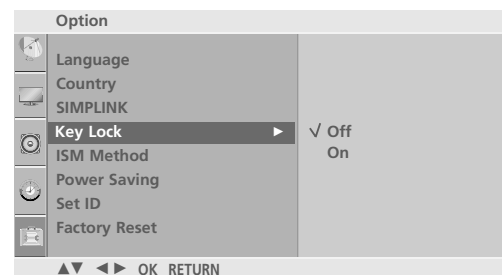 Option
Language
Country
SIMPLINK
Key Lock ▶ √ Off
On
ISM Method
Power Saving
Set ID
Factory Reset
▲▼ ◀ ▶ OK RETURN